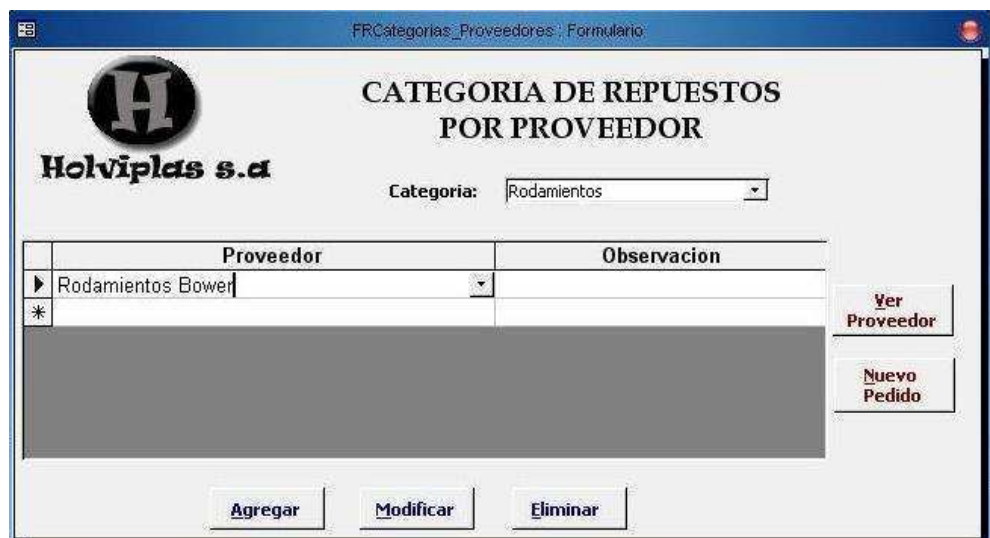 FRCategorias_Proveedores : Formulario
H
Holviplas s.a
CATEGORIA DE REPUESTOS
POR PROVEEDOR
Categoria: Rodamientos
Proveedor Observacion
Rodamientos Bower
Ver
Proveedor
Nuevo
Pedido
Agregar Modificar Eliminar